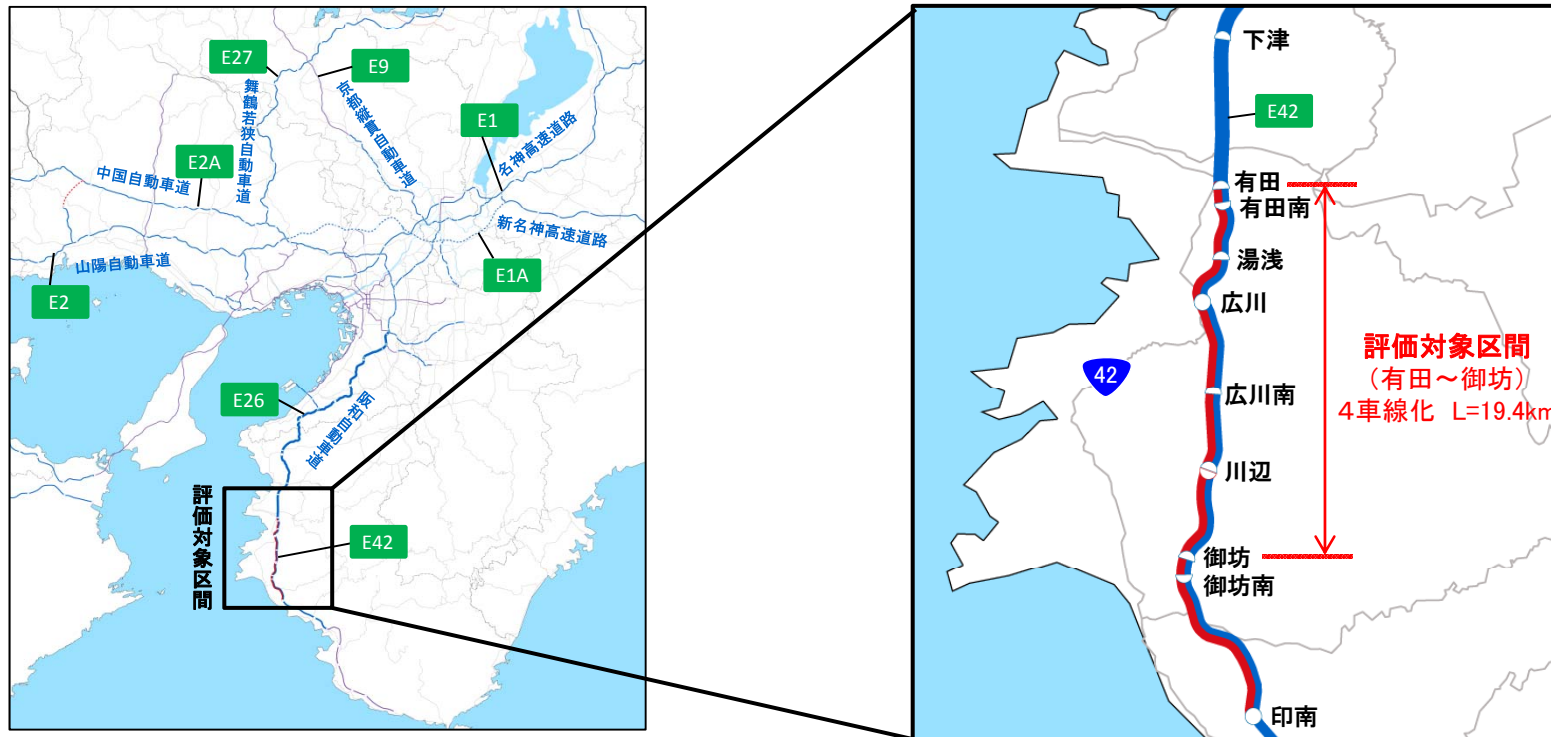 E27
E9
舞鶴若狭自動車道
京都縦貫自動車道
E1
名神高速道路
E2A
中国自動車道
新名神高速道路
E1A
山陽自動車道
E2
E26
阪和自動車道
評価対象区間
E42
下津
E42
有田
有田南
湯浅
広川
42
広川南
川辺
御坊
御坊南
印南
評価対象区間
（有田～御坊）
4車線化 L=19.4km